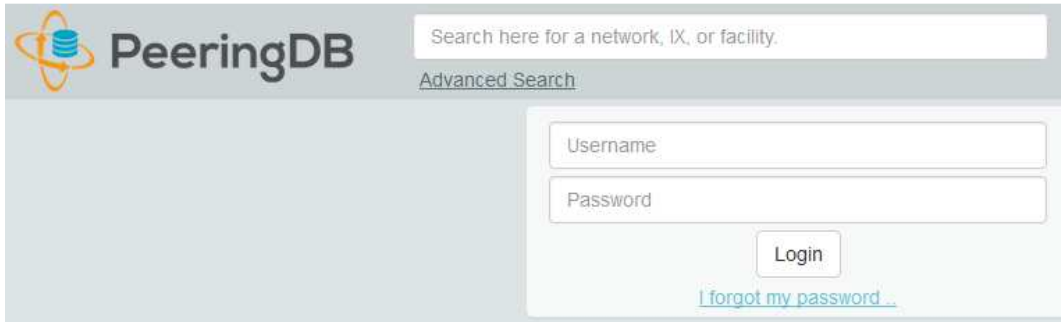 PeeringDB
Search here for a network, IX, or facility.
Advanced Search
Username
Password
Login
I forgot my password ..